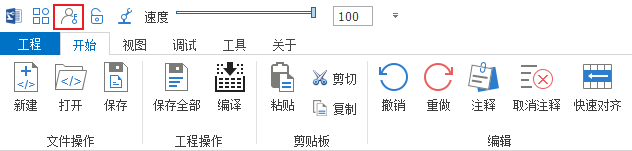 速度 100
工程 开始 视图 调试 工具 关于
新建 打开 保存 保存全部 编译 粘贴 剪切 复制 撤销 重做 注释 取消注释 快速对齐
文件操作 工程操作 剪贴板 编辑